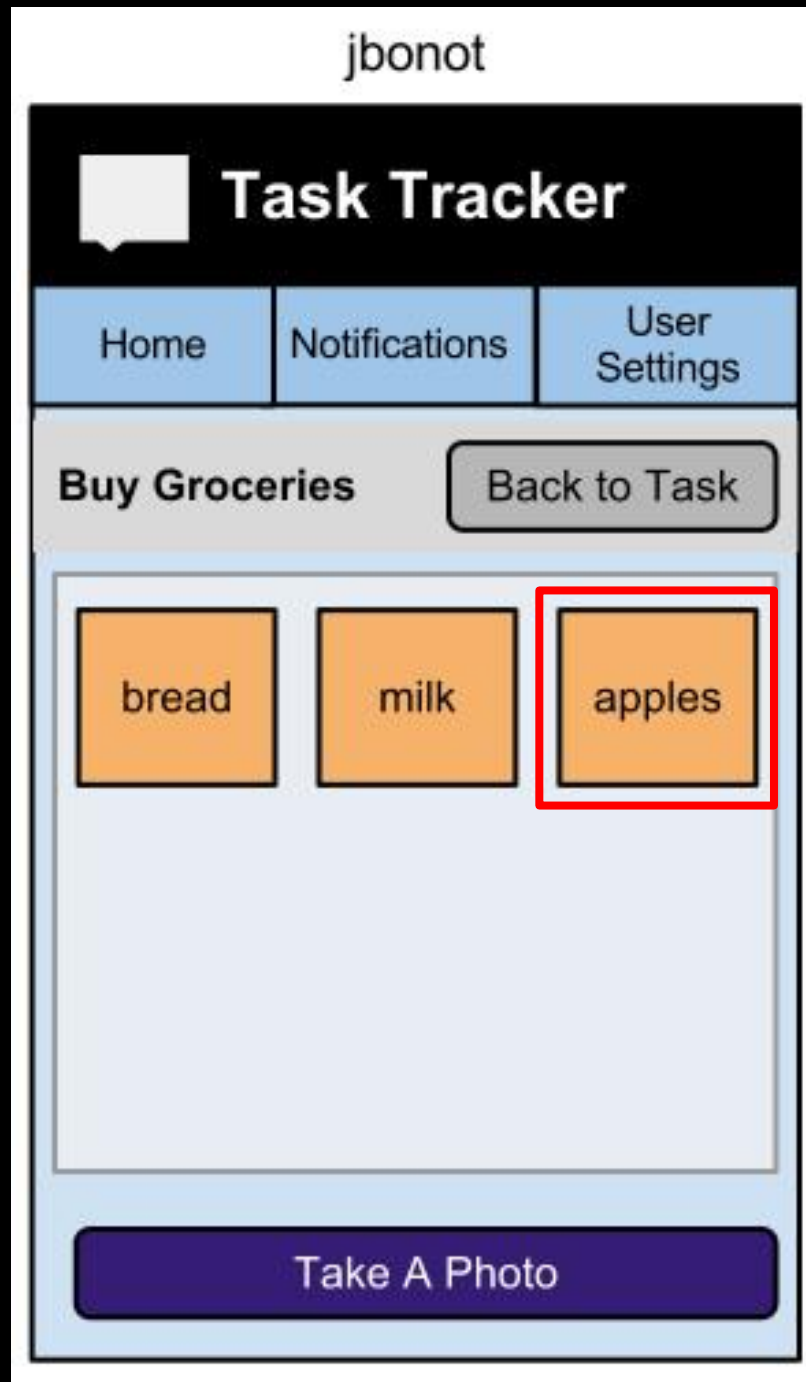 jbonot
Task Tracker
Home Notifications User
Settings
Buy Groceries Back to Task
bread milk apples
Take A Photo